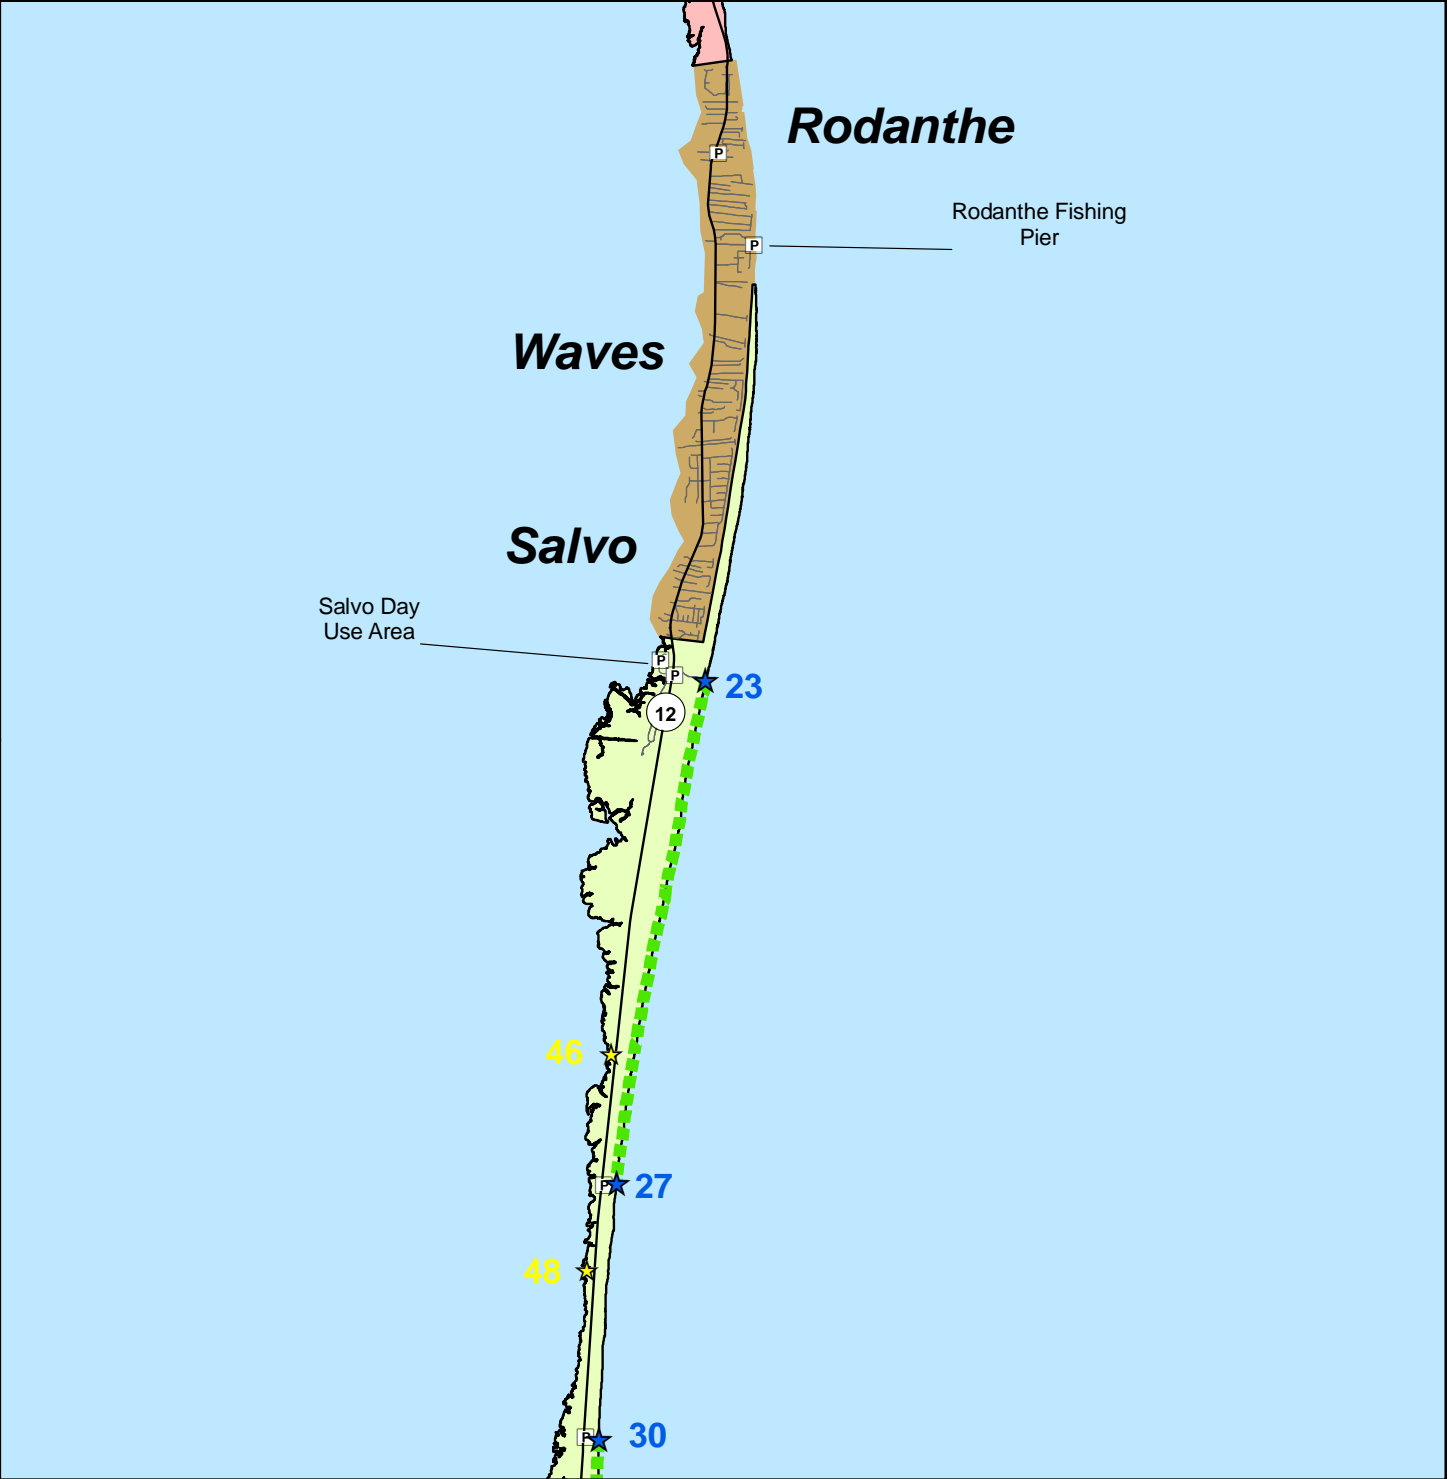 Rodanthe
P
Rodanthe Fishing
Pier
P
Waves
Salvo
Salvo Day
Use Area
P
P
23
12
46
P
27
48
P
30